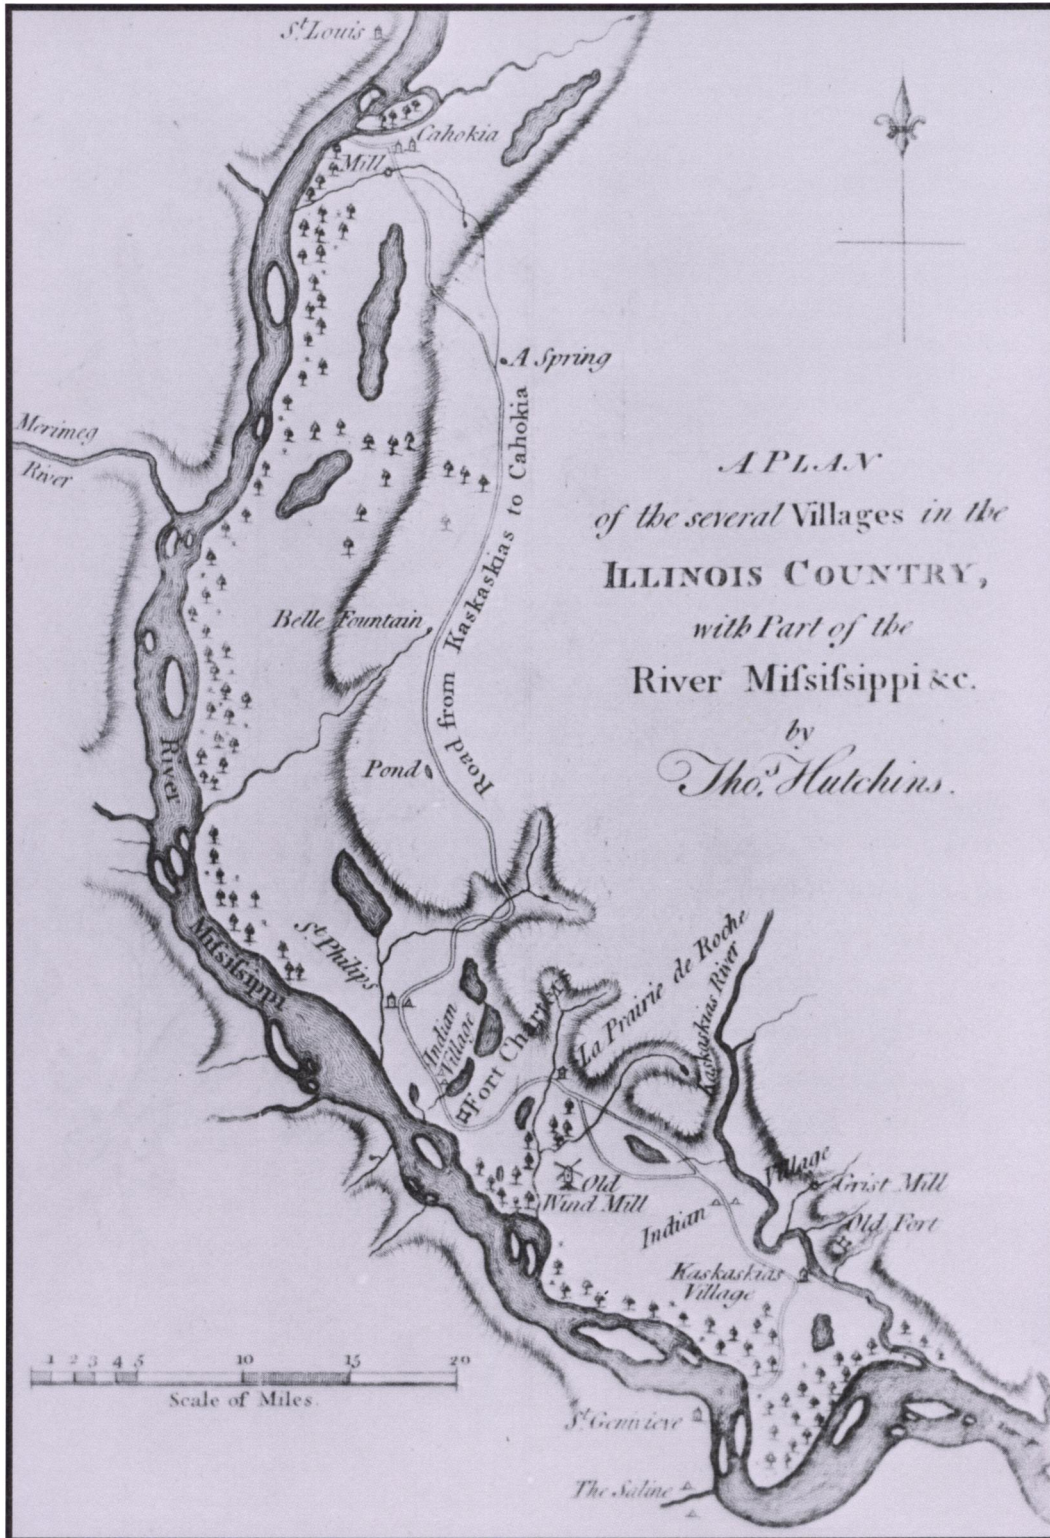 St Louis
Cahokia
Mill
A Spring
Merimeg
River
Road from Kaskaskias to Cahokia
A PLAN
of the several Villages in the
ILLINOIS COUNTRY,
with Part of the
River Miſsiſsippi &c.
by
Thos. Hutchins.
Belle Fountain
River
Pond
Miſsiſsippi
St Philips
Indian
Village
Fort Chartres
La Prairie de Roche
Kaskaskias River
Old
Wind Mill
Indian Village
Grist Mill
Old Fort
Kaskaskias
Village
1 2 3 4 5 10 15 20
Scale of Miles.
St Genivieve
The Saline